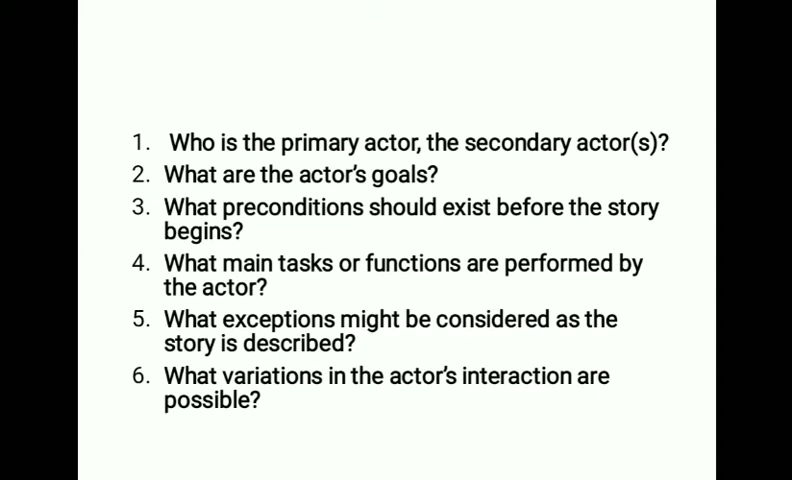 1. Who is the primary actor, the secondary actor(s)?
2. What are the actor's goals?
3. What preconditions should exist before the story
begins?
4. What main tasks or functions are performed by
the actor?
5. What exceptions might be considered as the
story is described?
6. What variations in the actor's interaction are
possible?